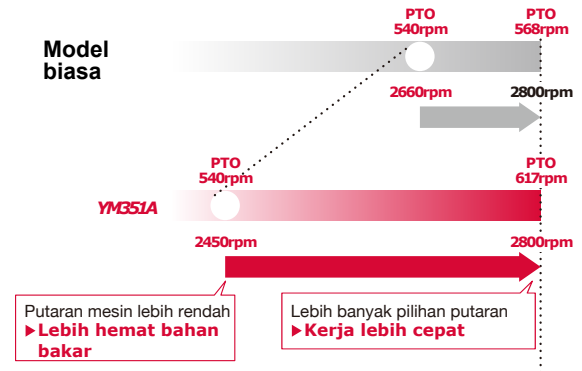 PTO
540rpm
PTO
568rpm
Model
biasa
2660rpm
2800rpm
PTO
540rpm
PTO
617rpm
YM351A
2450rpm
2800rpm
Putaran mesin lebih rendah
▶Lebih hemat bahan
bakar
Lebih banyak pilihan putaran
▶Kerja lebih cepat